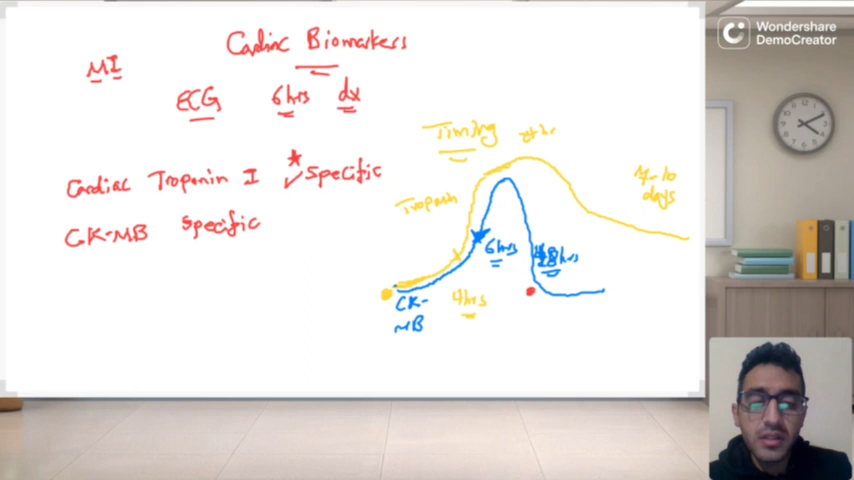 Wondershare
DemoCreator
Cardiac Biomarkers
MI
ECG 6hrs dx
Cardiac Troponin I Specific
CK-MB Specific
Timing
hr
7-10
days
Troponin
6hrs
48hrs
CK-
MB
4hrs